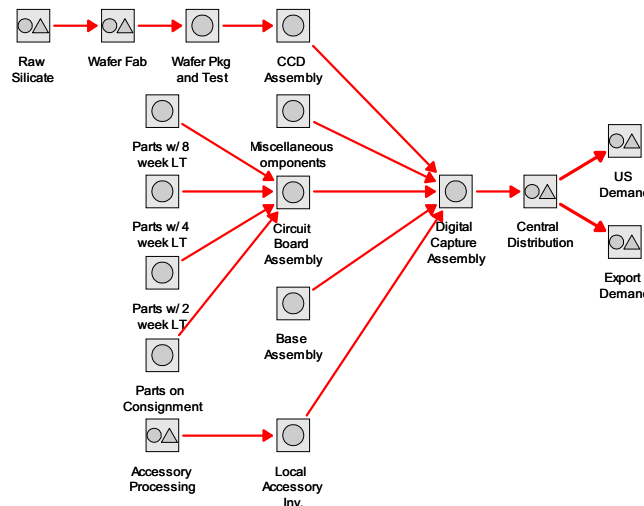 Raw
Silicate
Wafer Fab
Wafer Pkg
and Test
CCD
Assembly
Parts w/ 8
week LT
Miscellaneous
omponents
Parts w/ 4
week LT
Circuit
Board
Assembly
Digital
Capture
Assembly
Central
Distribution
US
Demand
Export
Demand
Parts w/ 2
week LT
Base
Assembly
Parts on
Consignment
Accessory
Processing
Local
Accessory
Inv.